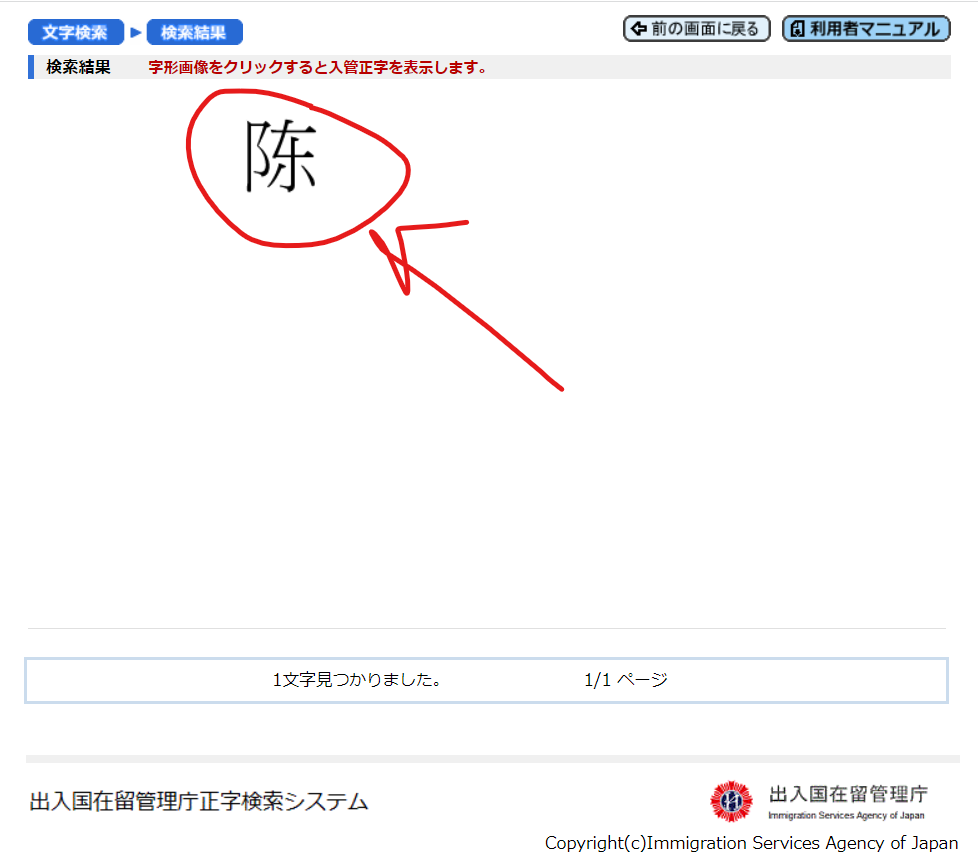 文字検索 ▶ 検索結果 前の画面に戻る 利用者マニュアル
検索結果 字形画像をクリックすると入管正字を表示します。
陈
1文字見つかりました。 1/1 ページ
出入国在留管理庁正字検索システム
出入国在留管理庁
Immigration Services Agency of Japan
Copyright(c)Immigration Services Agency of Japan